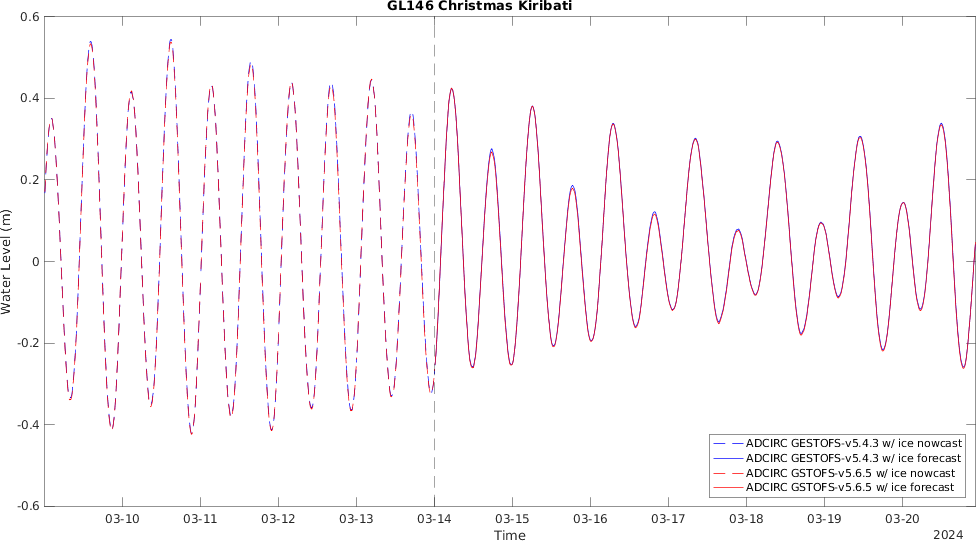 GL146 Christmas Kiribati
0.6
0.4
0.2
0
-0.2
-0.4
-0.6
Water Level (m)
03-10 03-11 03-12 03-13 03-14 03-15 03-16 03-17 03-18 03-19 03-20
Time
2024
ADCIRC GESTOFS-v5.4.3 w/ ice nowcast
ADCIRC GESTOFS-v5.4.3 w/ ice forecast
ADCIRC GSTOFS-v5.6.5 w/ ice nowcast
ADCIRC GSTOFS-v5.6.5 w/ ice forecast